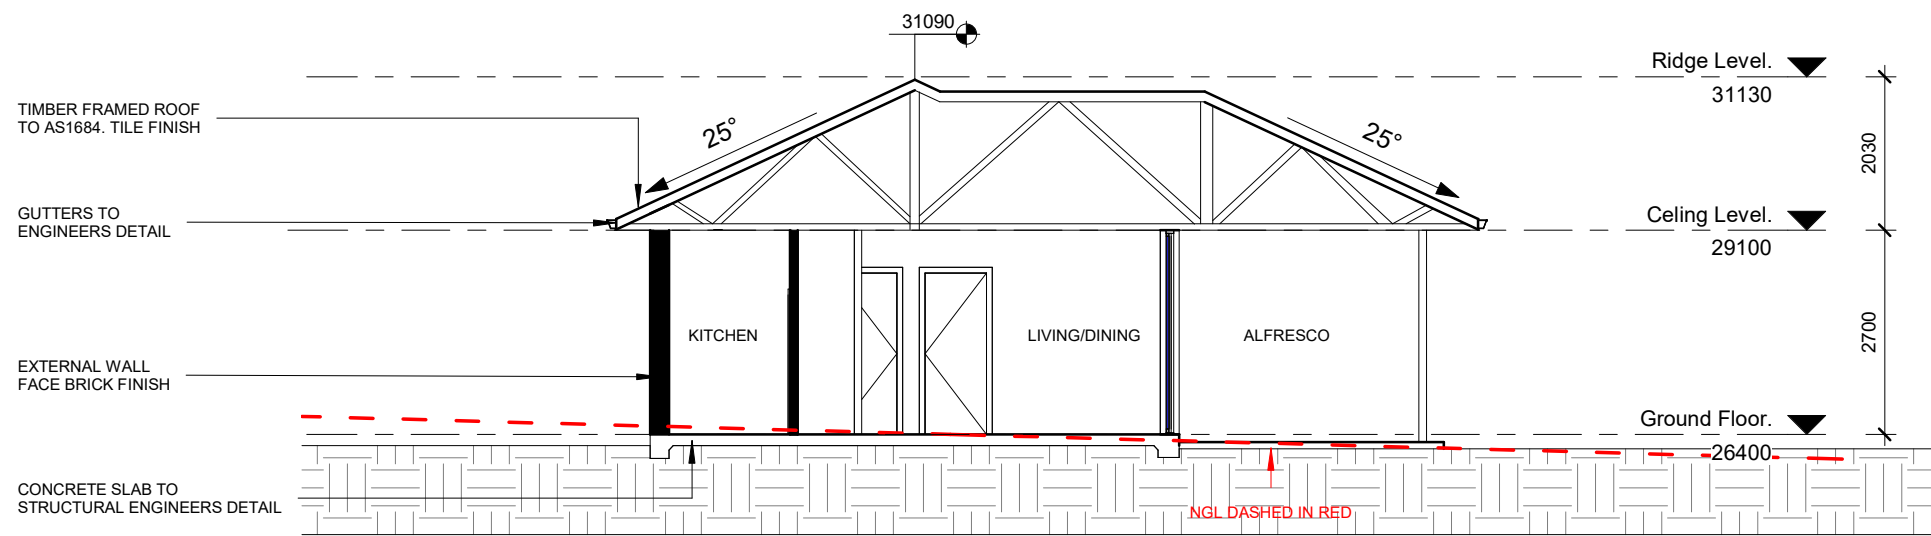 31090
Ridge Level.
31130
TIMBER FRAMED ROOF
TO AS1684. TILE FINISH
25°
25°
2030
GUTTERS TO
ENGINEERS DETAIL
Celing Level.
29100
KITCHEN
LIVING/DINING
ALFRESCO
2700
EXTERNAL WALL
FACE BRICK FINISH
Ground Floor.
26400
CONCRETE SLAB TO
STRUCTURAL ENGINEERS DETAIL
NGL DASHED IN RED